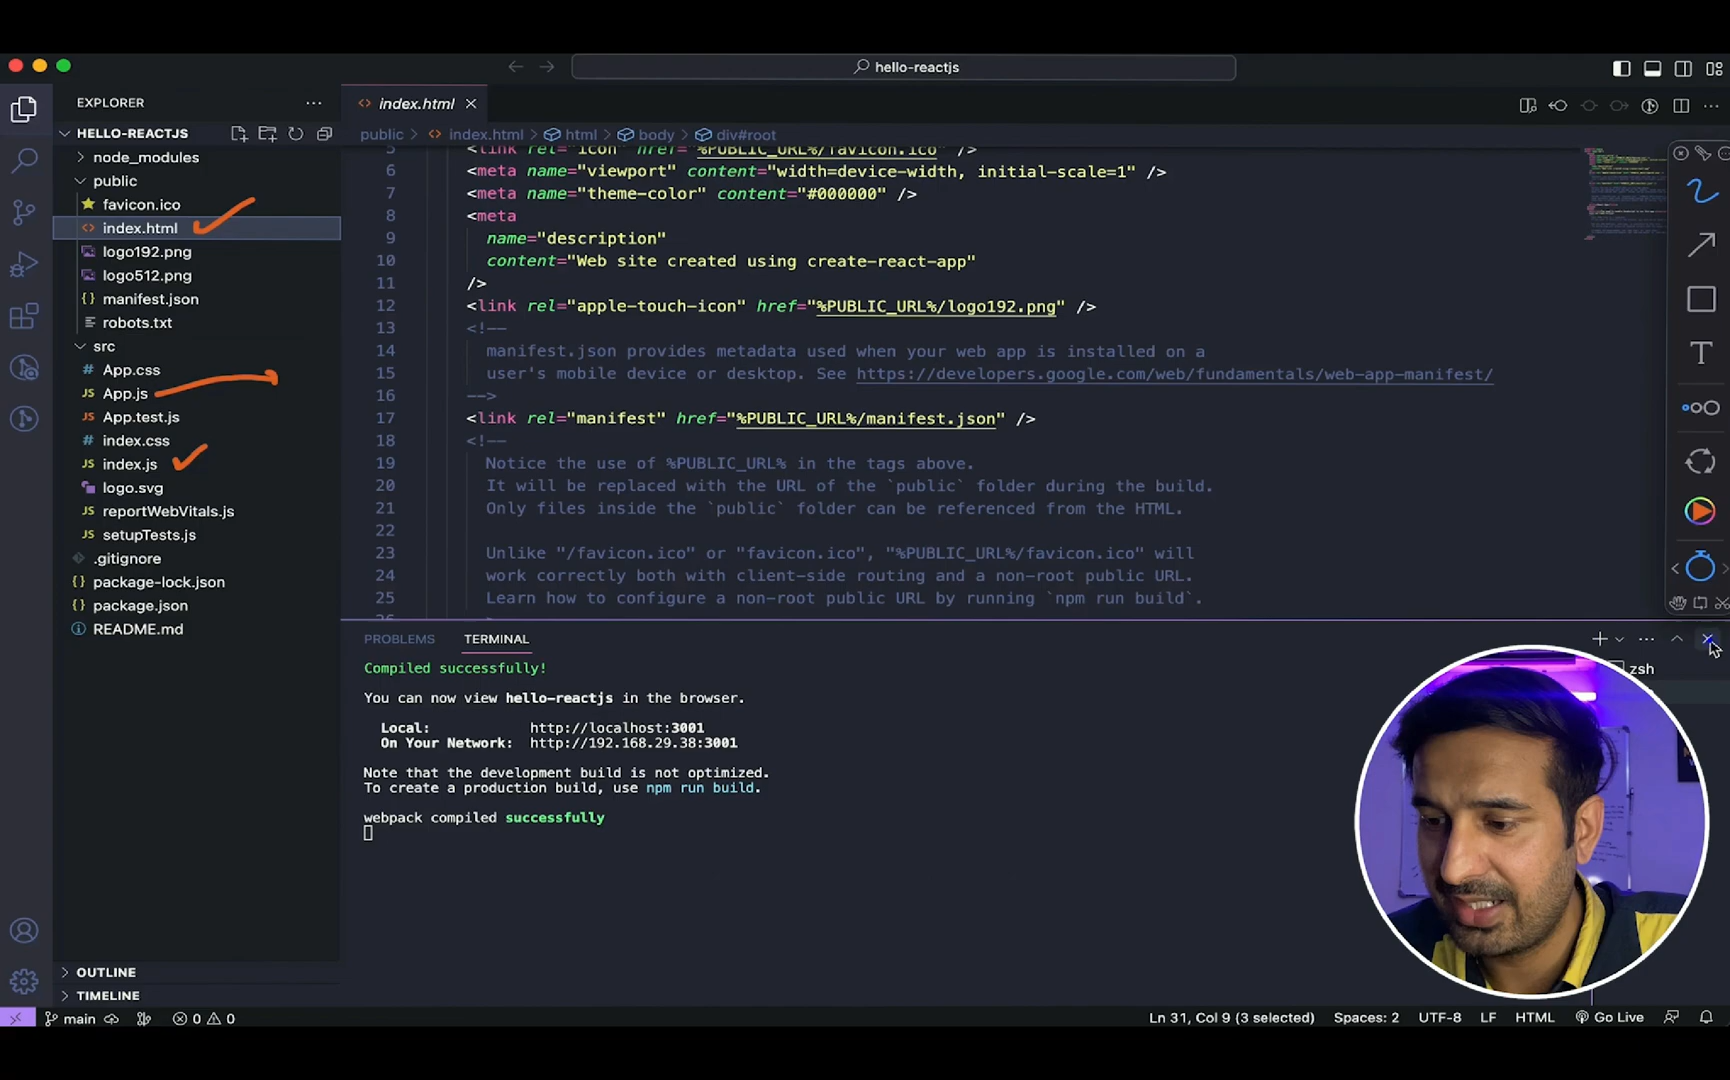 hello-reactjs
EXPLORER
index.html
HELLO-REACTJS
public index.html html body div#root
node_modules
public
favicon.ico
index.html
logo192.png
logo512.png
manifest.json
robots.txt
src
App.css
App.js
App.test.js
index.css
index.js
logo.svg
reportWebVitals.js
setupTests.js
.gitignore
package-lock.json
package.json
README.md
OUTLINE
TIMELINE
5 <link rel="icon" href="%PUBLIC_URL%/favicon.ico" />
6 <meta name="viewport" content="width=device-width, initial-scale=1" />
7 <meta name="theme-color" content="#000000" />
8 <meta
9 name="description"
10 content="Web site created using create-react-app"
11 />
12 <link rel="apple-touch-icon" href="%PUBLIC_URL%/logo192.png" />
13 <!--
14 manifest.json provides metadata used when your web app is installed on a
15 user's mobile device or desktop. See https://developers.google.com/web/fundamentals/web-app-manifest/
16 -->
17 <link rel="manifest" href="%PUBLIC_URL%/manifest.json" />
18 <!--
19 Notice the use of %PUBLIC_URL% in the tags above.
20 It will be replaced with the URL of the `public` folder during the build.
21 Only files inside the `public` folder can be referenced from the HTML.
22
23 Unlike "/favicon.ico" or "favicon.ico", "%PUBLIC_URL%/favicon.ico" will
24 work correctly both with client-side routing and a non-root public URL.
25 Learn how to configure a non-root public URL by running `npm run build`.
PROBLEMS TERMINAL
zsh
Compiled successfully!
You can now view hello-reactjs in the browser.
Local: http://localhost:3001
On Your Network: http://192.168.29.38:3001
Note that the development build is not optimized.
To create a production build, use npm run build.
webpack compiled successfully
main 0 0 Ln 31, Col 9 (3 selected) Spaces: 2 UTF-8 LF HTML Go Live